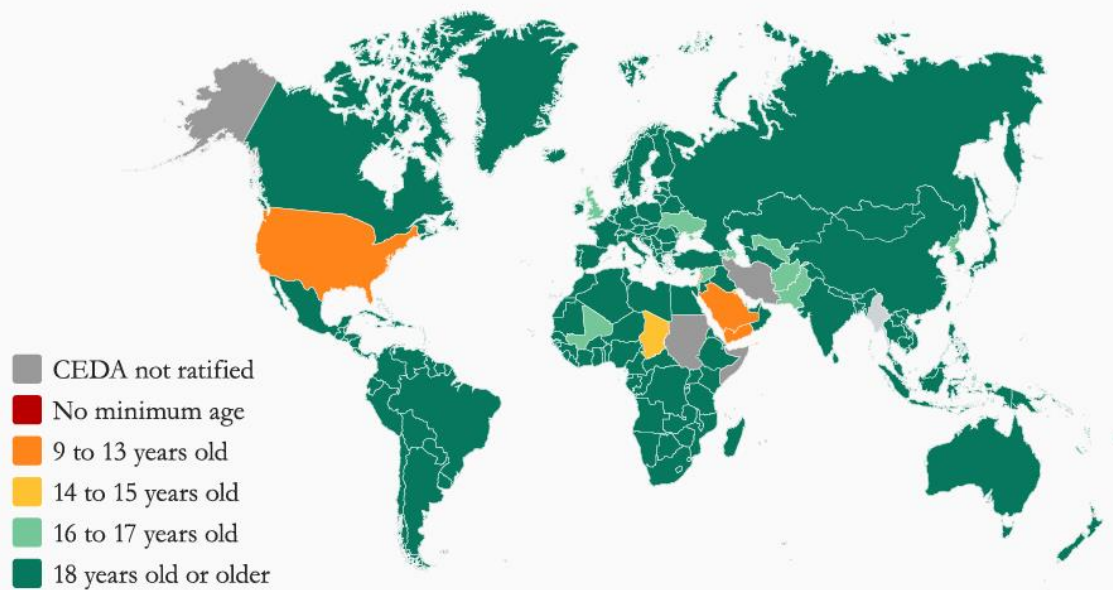 CEDA not ratified
No minimum age
9 to 13 years old
14 to 15 years old
16 to 17 years old
18 years old or older